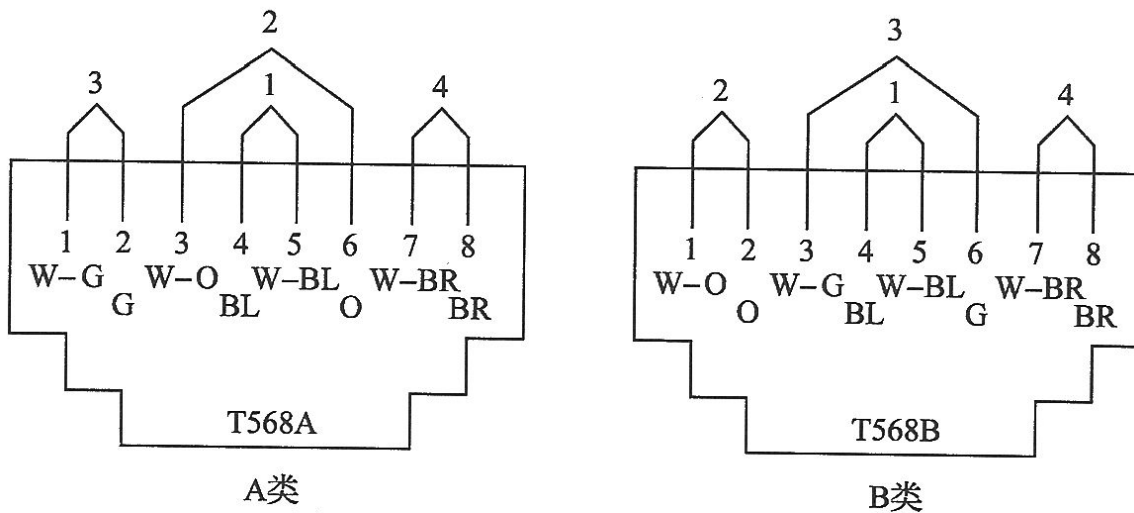 2
3 1 4
1 2 3 4 5 6 7 8
W–G G W–O BL W–BL O W–BR BR
T568A
A类
3
2 1 4
1 2 3 4 5 6 7 8
W–O O W–G BL W–BL G W–BR BR
T568B
B类